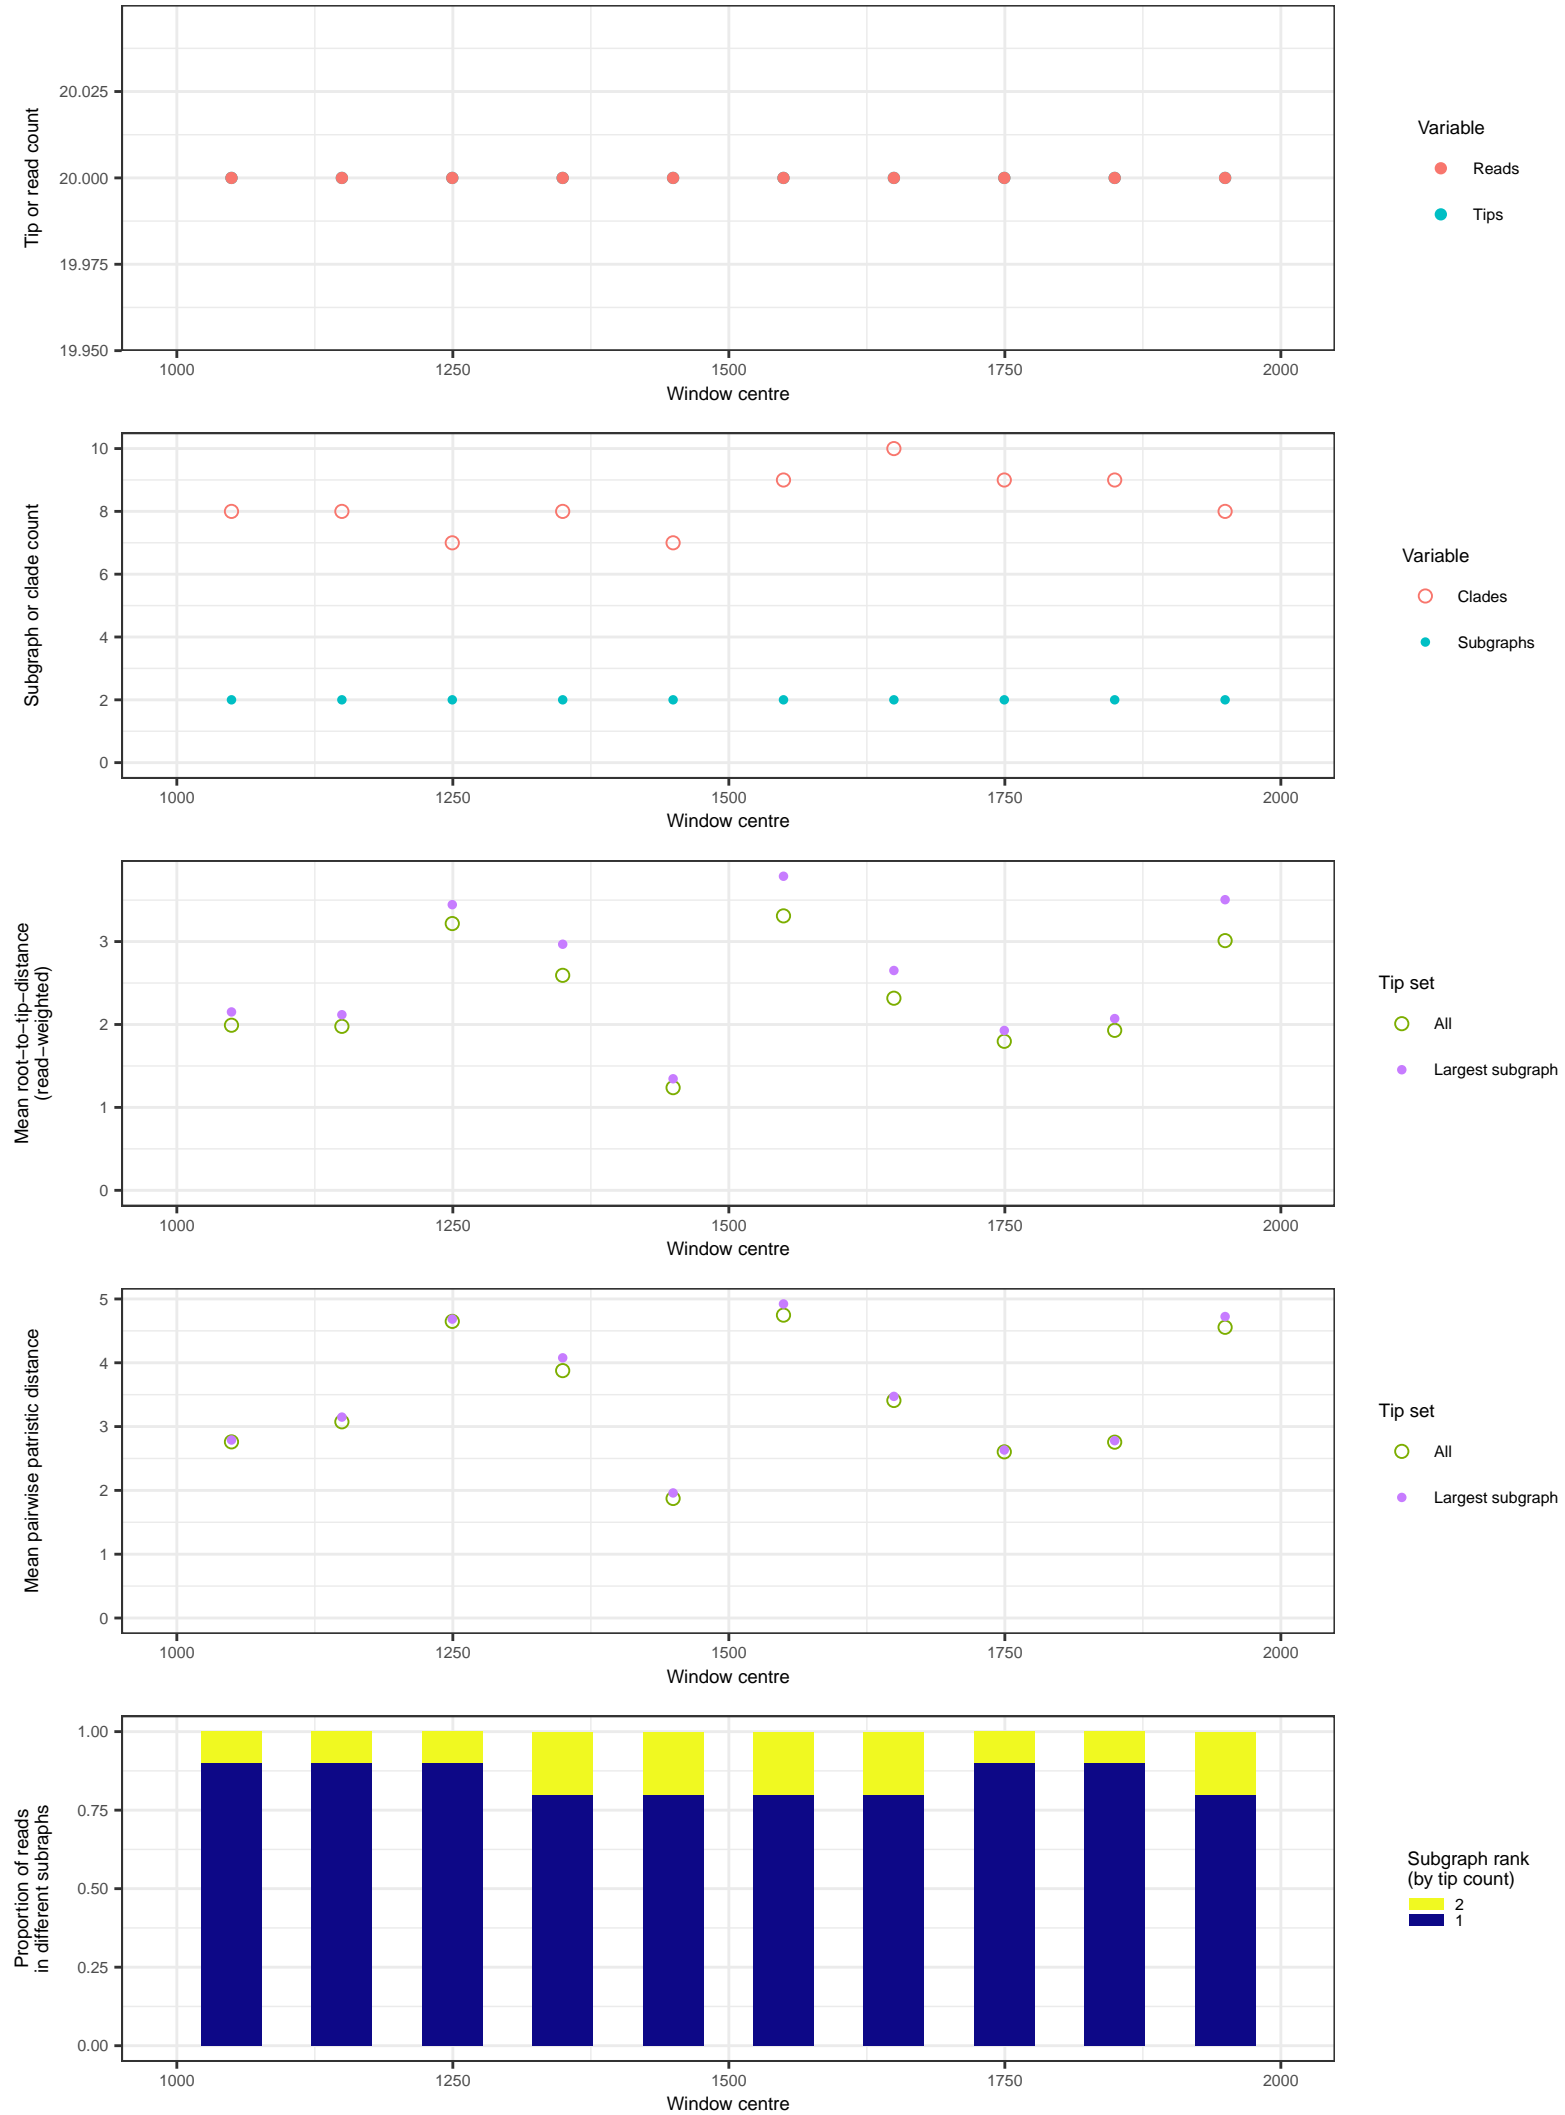 Tip or read count
20.025
20.000
19.975
19.950
1000 1250 1500 1750 2000
Window centre
Variable
Reads
Tips
Subgraph or clade count
10
8
6
4
2
0
1000 1250 1500 1750 2000
Window centre
Variable
Clades
Subgraphs
Mean root−to−tip−distance
(read−weighted)
3
2
1
0
1000 1250 1500 1750 2000
Window centre
Tip set
All
Largest subgraph
Mean pairwise patristic distance
5
4
3
2
1
0
1000 1250 1500 1750 2000
Window centre
Tip set
All
Largest subgraph
Proportion of reads
in different subraphs
1.00
0.75
0.50
0.25
0.00
1000 1250 1500 1750 2000
Window centre
Subgraph rank
(by tip count)
2
1